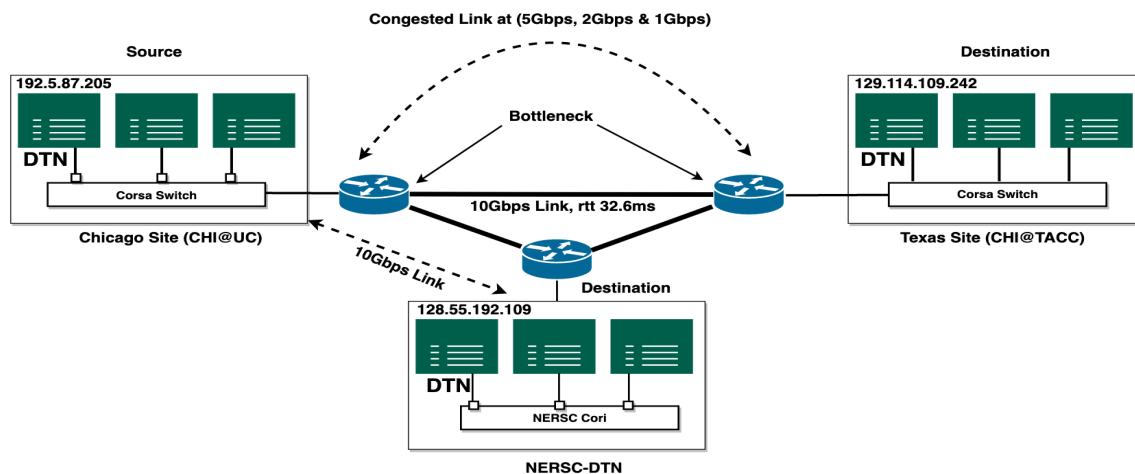 Congested Link at (5Gbps, 2Gbps & 1Gbps)
Source
Destination
192.5.87.205
129.114.109.242
Bottleneck
DTN
DTN
Corsa Switch
Corsa Switch
10Gbps Link, rtt 32.6ms
Chicago Site (CHI@UC)
Texas Site (CHI@TACC)
10Gbps Link
Destination
128.55.192.109
DTN
NERSC Cori
NERSC-DTN